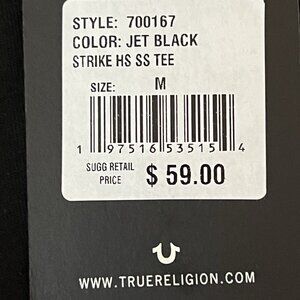 STYLE: 700167
COLOR: JET BLACK
STRIKE HS SS TEE
SIZE: M
1 97516 53515 4
SUGG RETAIL
PRICE $ 59.00
WWW.TRUERELIGION.COM